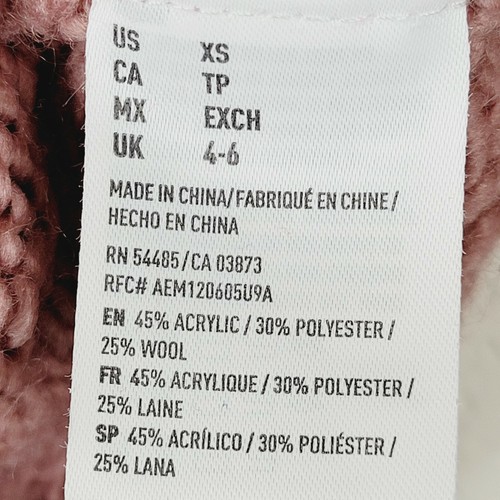 US XS
CA TP
MX EXCH
UK 4-6
MADE IN CHINA/FABRIQUÉ EN CHINE/
HECHO EN CHINA
RN 54485/CA 03873
RFC# AEM120605U9A
EN 45% ACRYLIC / 30% POLYESTER /
25% WOOL
FR 45% ACRYLIQUE / 30% POLYESTER /
25% LAINE
SP 45% ACRÍLICO / 30% POLIÉSTER /
25% LANA